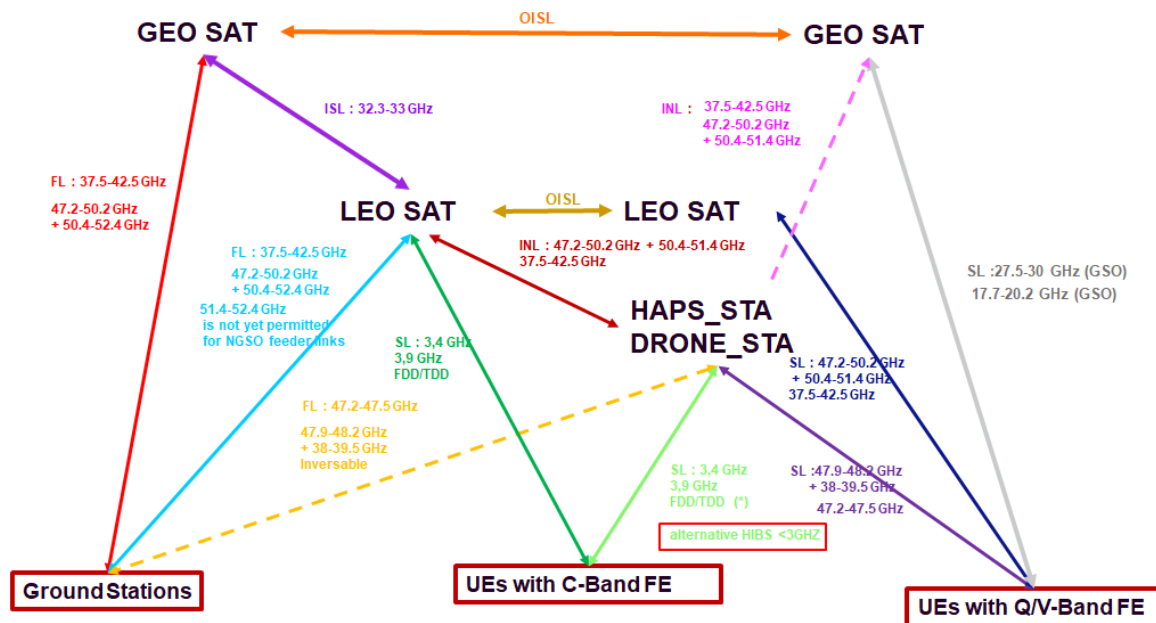 OISL
GEO SAT
GEO SAT
ISL : 32.3-33 GHz
INL : 37.5-42.5 GHz
47.2-50.2 GHz
+ 50.4-51.4 GHz
FL : 37.5-42.5 GHz
47.2-50.2 GHz
+ 50.4-52.4 GHz
OISL
LEO SAT
LEO SAT
FL : 37.5-42.5 GHz
47.2-50.2 GHz
+ 50.4-52.4 GHz
51.4-52.4 GHz
is not yet permitted
for NGSO feeder links
INL : 47.2-50.2 GHz + 50.4-51.4 GHz
37.5-42.5 GHz
SL :27.5-30 GHz (GSO)
17.7-20.2 GHz (GSO)
HAPS_STA
DRONE_STA
SL : 3,4 GHz
3,9 GHz
FDD/TDD
SL : 47.2-50.2 GHz
+ 50.4-51.4 GHz
37.5-42.5 GHz
FL : 47.2-47.5 GHz
47.9-48.2 GHz
+ 38-39.5 GHz
Inversable
SL : 3,4 GHz
3,9 GHz
FDD/TDD (*)
SL :47.9-48.2 GHz
+ 38-39.5 GHz
47.2-47.5 GHz
alternative HIBS <3GHZ
Ground Stations
UEs with C-Band FE
UEs with Q/V-Band FE